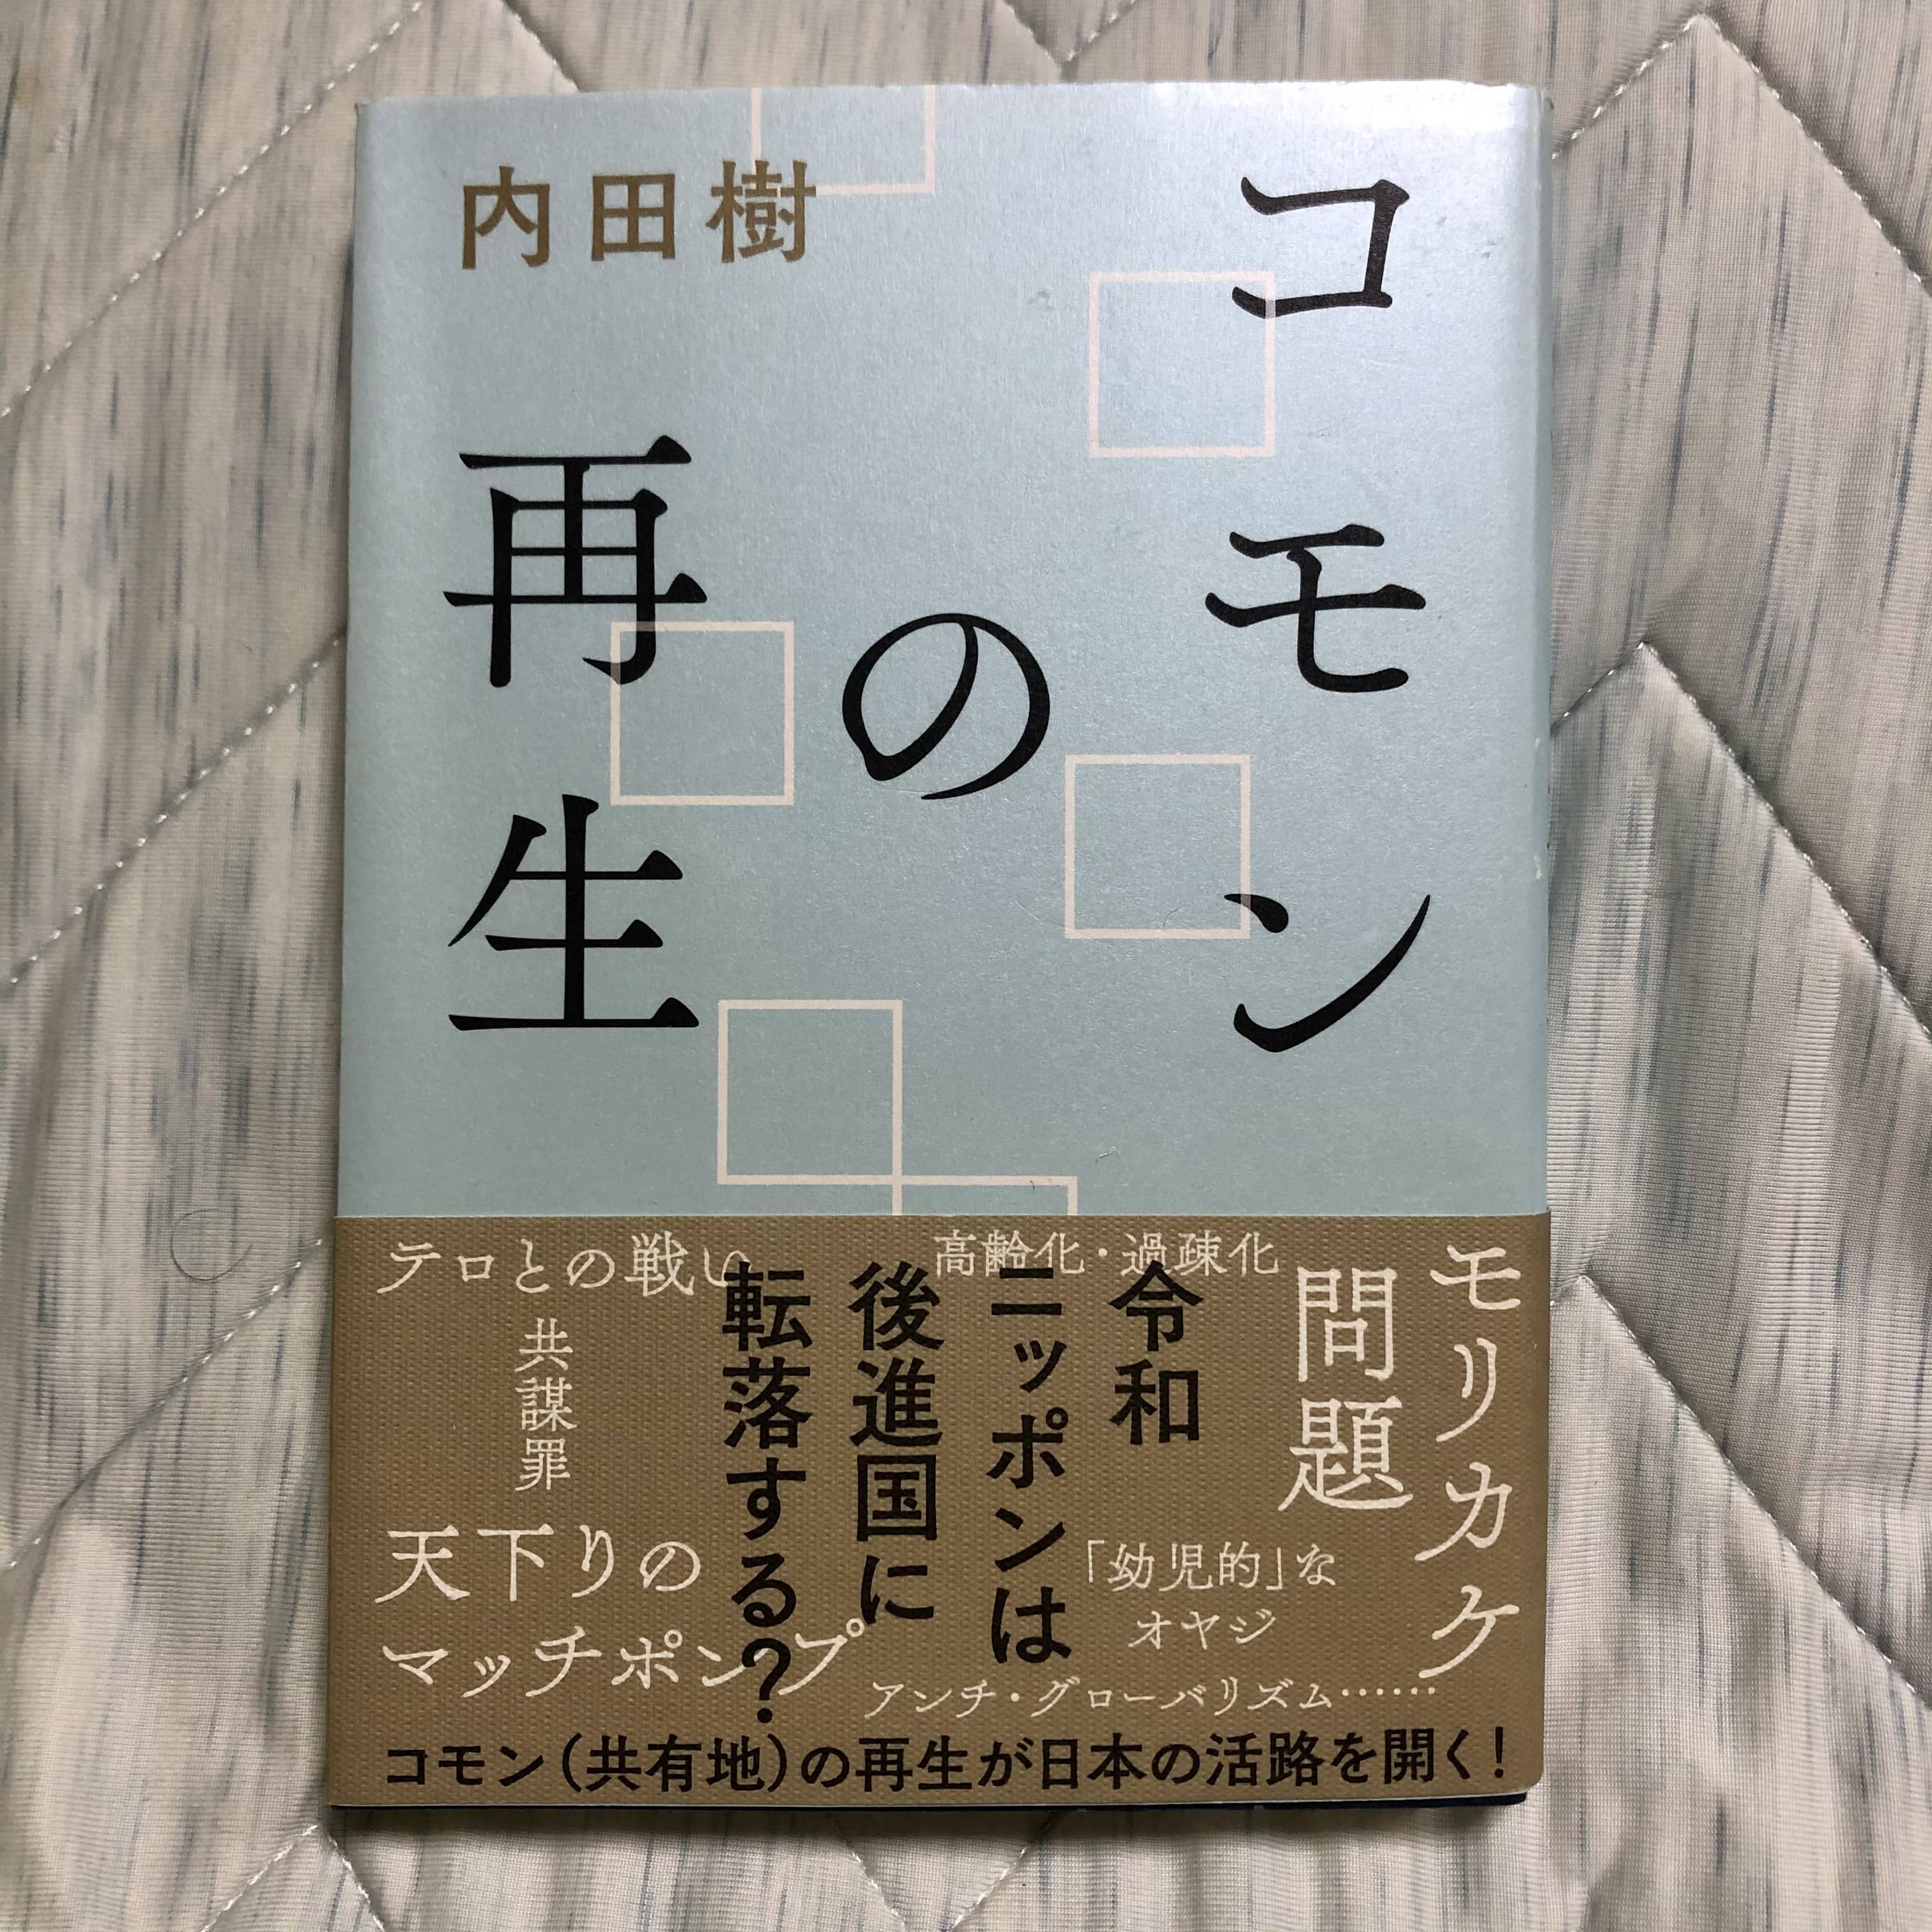 内田樹
コモン
の
再生
モリカケ
問題
高齢化・過疎化
令和
ニッポンは
後進国に
転落する?
テロとの戦い
共謀罪
「幼児的」な
オヤジ
天下りの
マッチポンプ
アンチ・グローバリズム……
コモン(共有地)の再生が日本の活路を開く!